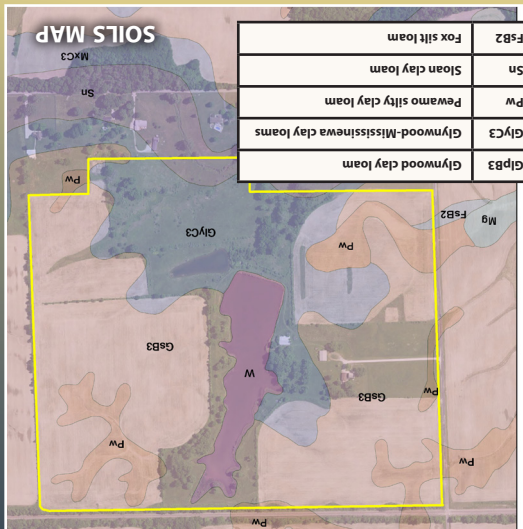 Pw
Pw
Pw
GsB3
Pw
W
GsB3
Pw
GlyC3
Mg
FsB2
Pw
GlpB3 Glynwood clay loam
GlyC3 Glynwood-Mississinewa clay loams
Pw Pewamo silty clay loam
Sn Sloan clay loam
FsB2 Fox silt loam
Sn
MxC3
SOILS MAP